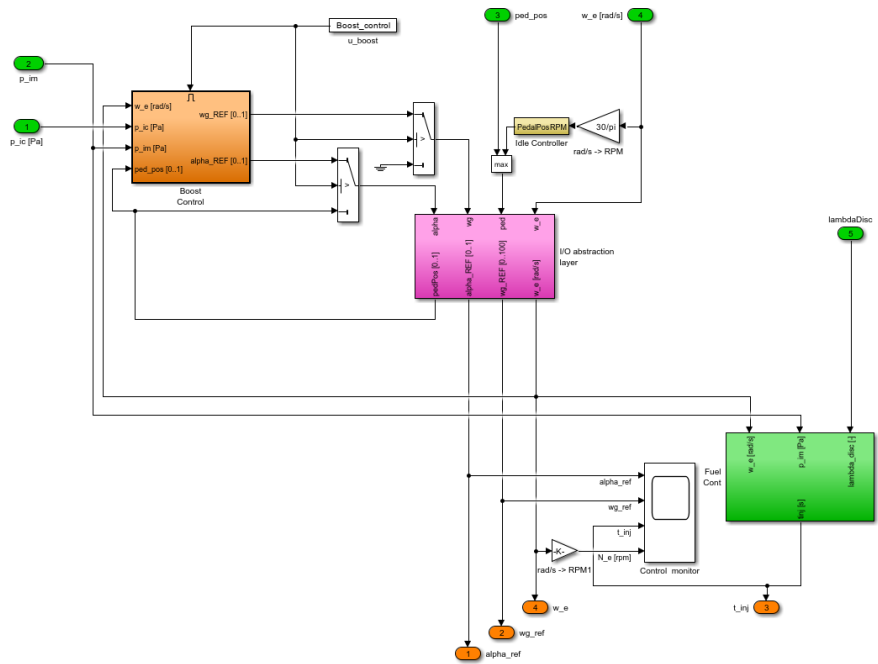 3
ped_pos
w_e [rad/s]
4
Boost_control
u_boost
2
p_im
1
p_ic [Pa]
w_e [rad/s]
p_ic [Pa]
p_im [Pa]
ped_pos [0..1]
wg_REF [0..1]
alpha_REF [0..1]
Boost
Control
>
>
PedalPosRPM
Idle Controller
30/pi
rad/s -> RPM
max
alpha
wg
ped
w_e
pedPos [0..1]
alpha_REF [0..1]
wg_REF [0..100]
w_e [rad/s]
I/O abstraction
layer
lambdaDisc
5
w_e [rad/s]
p_im [Pa]
lambda_disc [-]
tinj [s]
Fuel
Cont
alpha_ref
wg_ref
t_inj
N_e [rpm]
Control monitor
-K-
rad/s -> RPM1
4
w_e
t_inj
3
2
wg_ref
1
alpha_ref